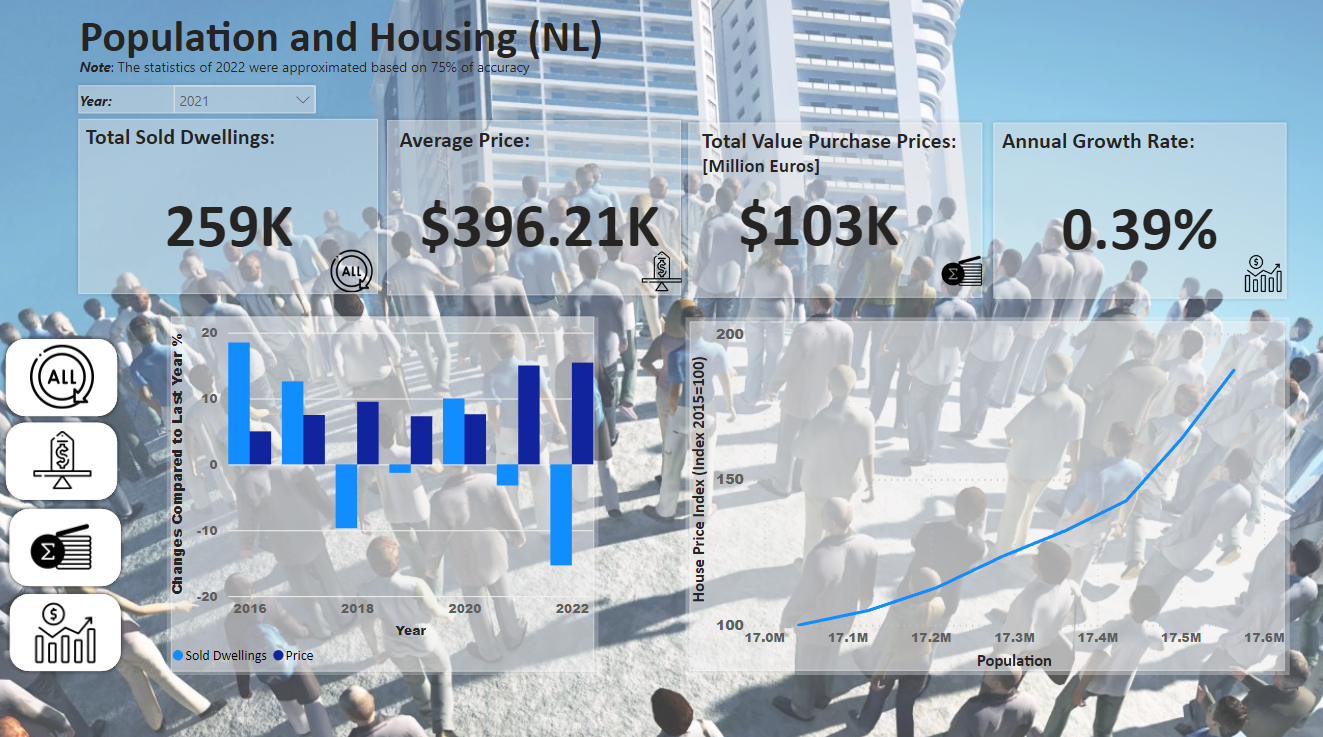 Population and Housing (NL)
Note: The statistics of 2022 were approximated based on 75% of accuracy
Year: 2021
Total Sold Dwellings:
259K
ALL
Average Price:
$396.21K
$
Total Value Purchase Prices:
[Million Euros]
$103K
Σ
Annual Growth Rate:
0.39%
$
ALL
$
Σ
$
Changes Compared to Last Year %
20
10
0
-10
-20
2016 2018 2020 2022
Year
Sold Dwellings Price
House Price Index (Index 2015=100)
200
150
100
17.0M 17.1M 17.2M 17.3M 17.4M 17.5M 17.6M
Population